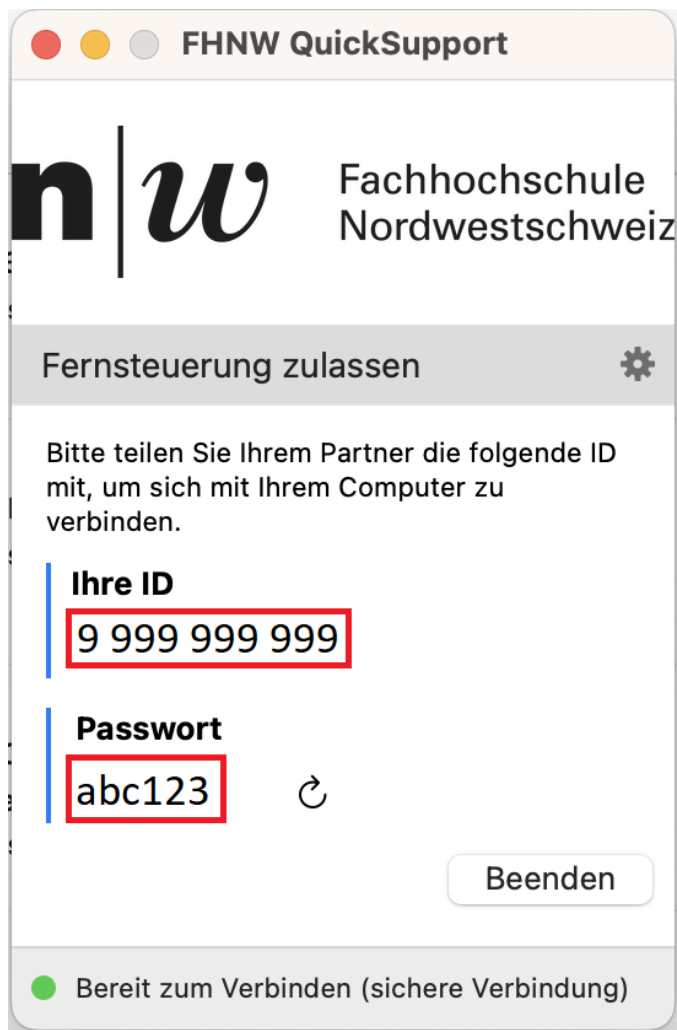 FHNW QuickSupport
n|w
Fachhochschule
Nordwestschweiz
Fernsteuerung zulassen
Bitte teilen Sie Ihrem Partner die folgende ID
mit, um sich mit Ihrem Computer zu
verbinden.
Ihre ID
9 999 999 999
Passwort
abc123
Beenden
Bereit zum Verbinden (sichere Verbindung)